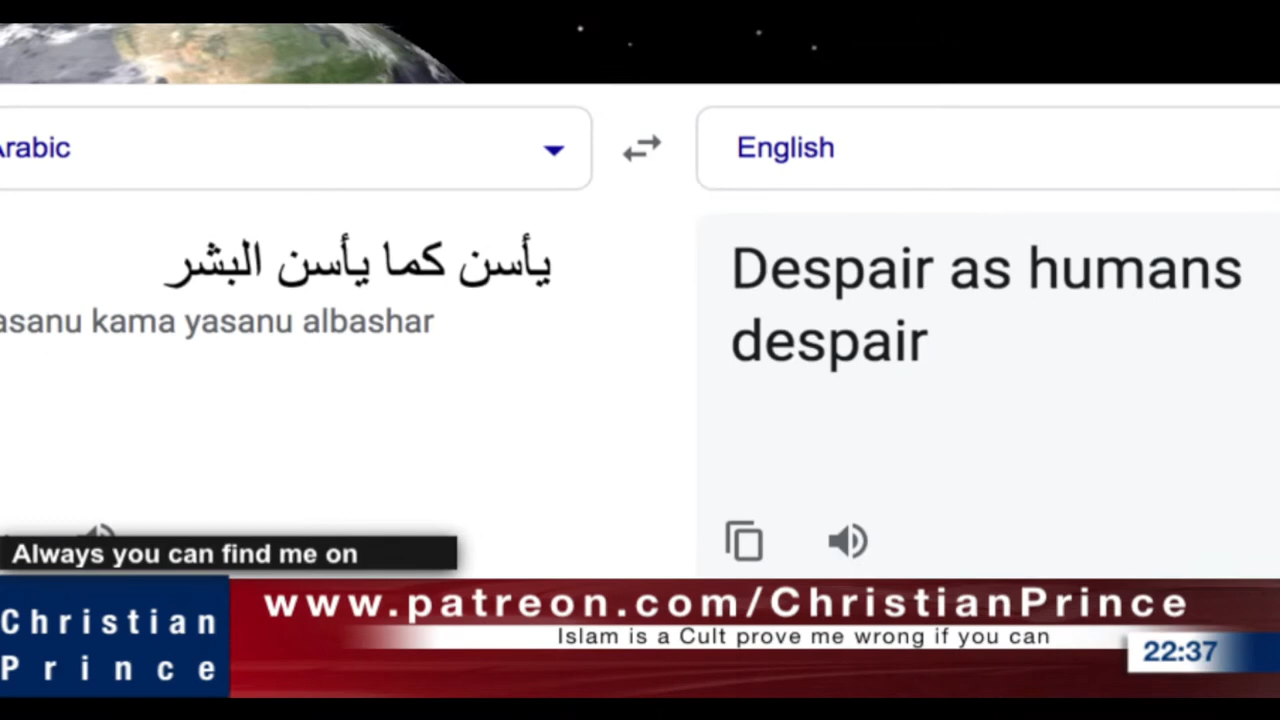 Arabic
English
يأسن كما يأسن البشر
asanu kama yasanu albashar
Despair as humans
despair
Always you can find me on
Christian
Prince
www.patreon.com/ChristianPrince
Islam is a Cult prove me wrong if you can
22:37